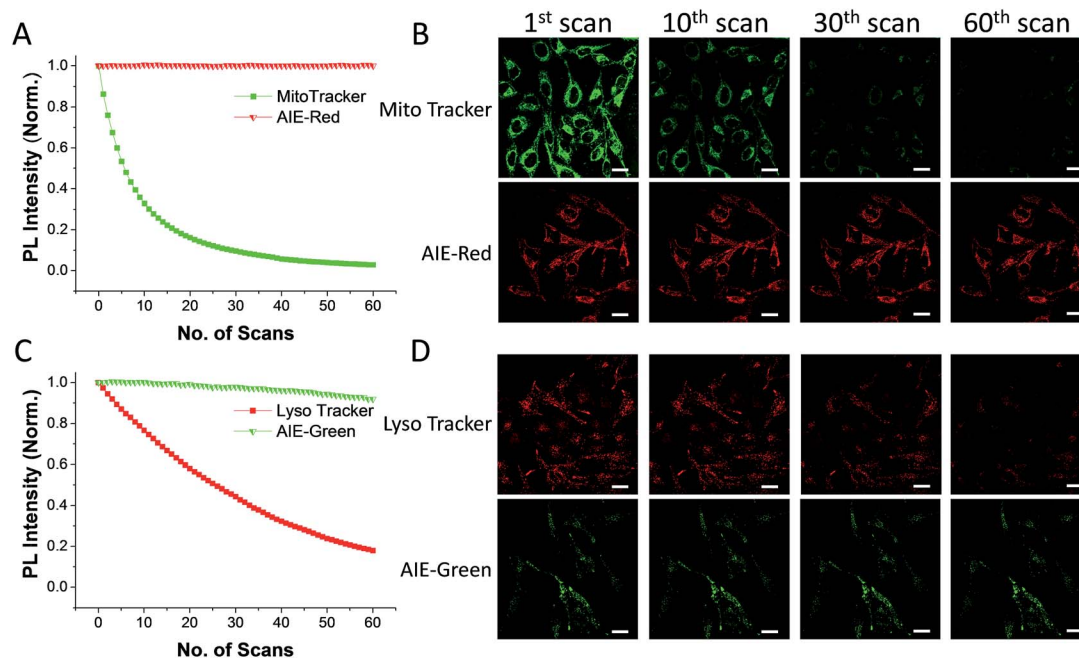 A
PL Intensity (Norm.)
1.0
0.8
0.6
0.4
0.2
0.0
MitoTracker
AIE-Red
0 10 20 30 40 50 60
No. of Scans
B
1st scan 10th scan 30th scan 60th scan
Mito Tracker
AIE-Red
C
PL Intensity (Norm.)
1.0
0.8
0.6
0.4
0.2
0.0
Lyso Tracker
AIE-Green
0 10 20 30 40 50 60
No. of Scans
D
Lyso Tracker
AIE-Green